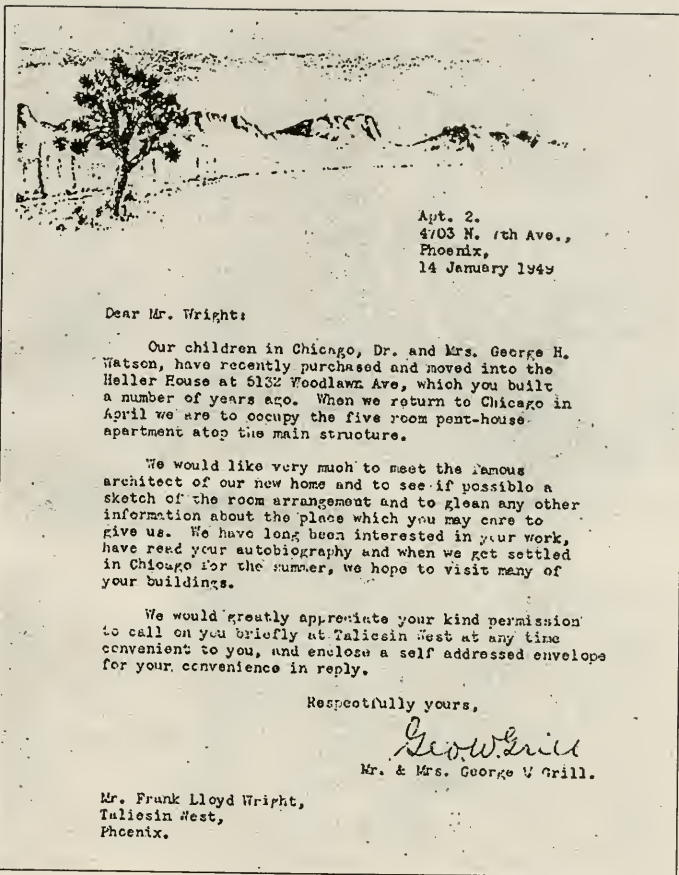 Apt. 2.
4703 N. 7th Ave.,
Phoenix,
14 January 1949
Dear Mr. Wright:
Our children in Chicago, Dr. and Mrs. George H.
Watson, have recently purchased and moved into the
Heller House at 5132 Woodlawn Ave, which you built
a number of years ago. When we return to Chicago in
April we are to occupy the five room pent-house
apartment atop the main structure.
We would like very much to meet the famous
architect of our new home and to see if possible a
sketch of the room arrangement and to glean any other
information about the place which you may care to
give us. We have long been interested in your work,
have read your autobiography and when we get settled
in Chicago for the summer, we hope to visit many of
your buildings.
We would greatly appreciate your kind permission
to call on you briefly at Taliesin West at any time
convenient to you, and enclose a self addressed envelope
for your convenience in reply.
Respectfully yours,
Geo. W. Grill
Mr. & Mrs. George W Grill.
Mr. Frank Lloyd Wright,
Taliesin West,
Phoenix.